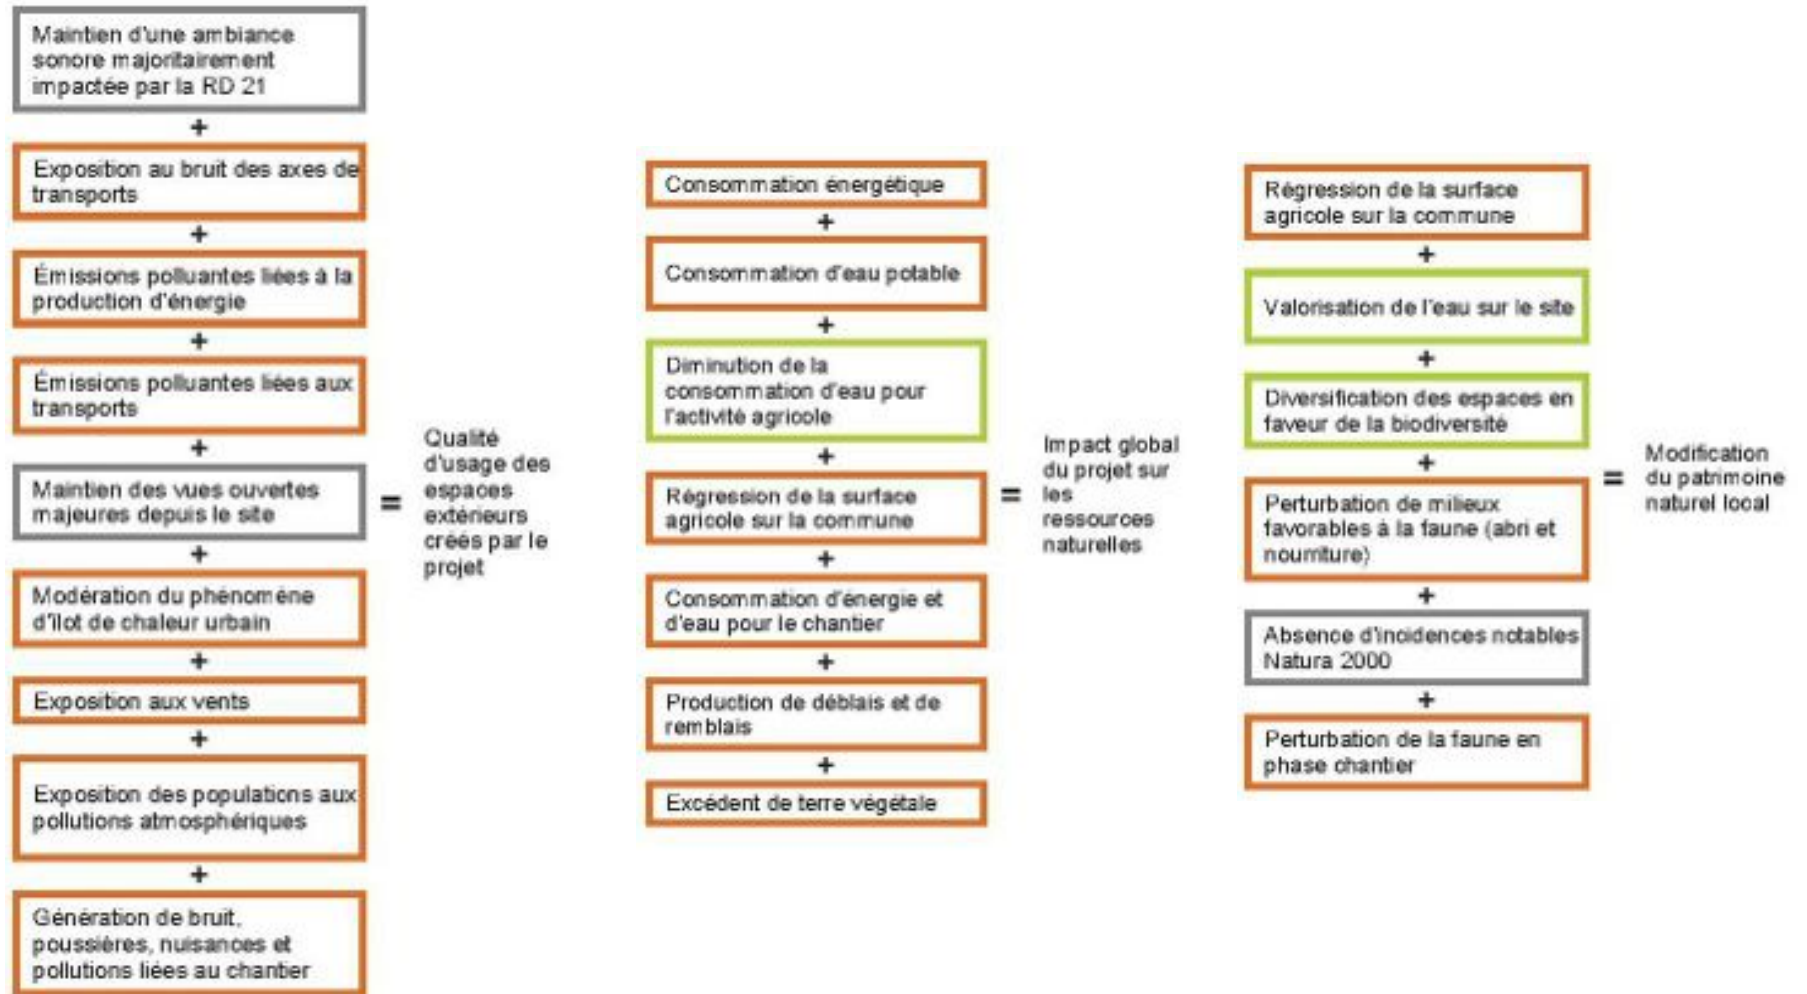 Maintien d'une ambiance
sonore majoritairement
impactée par la RD 21
+
Exposition au bruit des axes de
transports
+
Émissions polluantes liées à la
production d'énergie
+
Émissions polluantes liées aux
transports
+
Maintien des vues ouvertes
majeures depuis le site
+
Modération du phénomène
d'îlot de chaleur urbain
+
Exposition aux vents
+
Exposition des populations aux
pollutions atmosphériques
+
Génération de bruit,
poussières, nuisances et
pollutions liées au chantier
=
Qualité
d'usage des
espaces
extérieurs
créés par le
projet
Consommation énergétique
+
Consommation d'eau potable
+
Diminution de la
consommation d'eau pour
l'activité agricole
+
Régression de la surface
agricole sur la commune
+
Consommation d'énergie et
d'eau pour le chantier
+
Production de déblais et de
remblais
+
Excédent de terre végétale
=
Impact global
du projet sur
les
ressources
naturelles
Régression de la surface
agricole sur la commune
+
Valorisation de l'eau sur le site
+
Diversification des espaces en
faveur de la biodiversité
+
Perturbation de milieux
favorables à la faune (abri et
nourriture)
+
Absence d'incidences notables
Natura 2000
+
Perturbation de la faune en
phase chantier
=
Modification
du patrimoine
naturel local